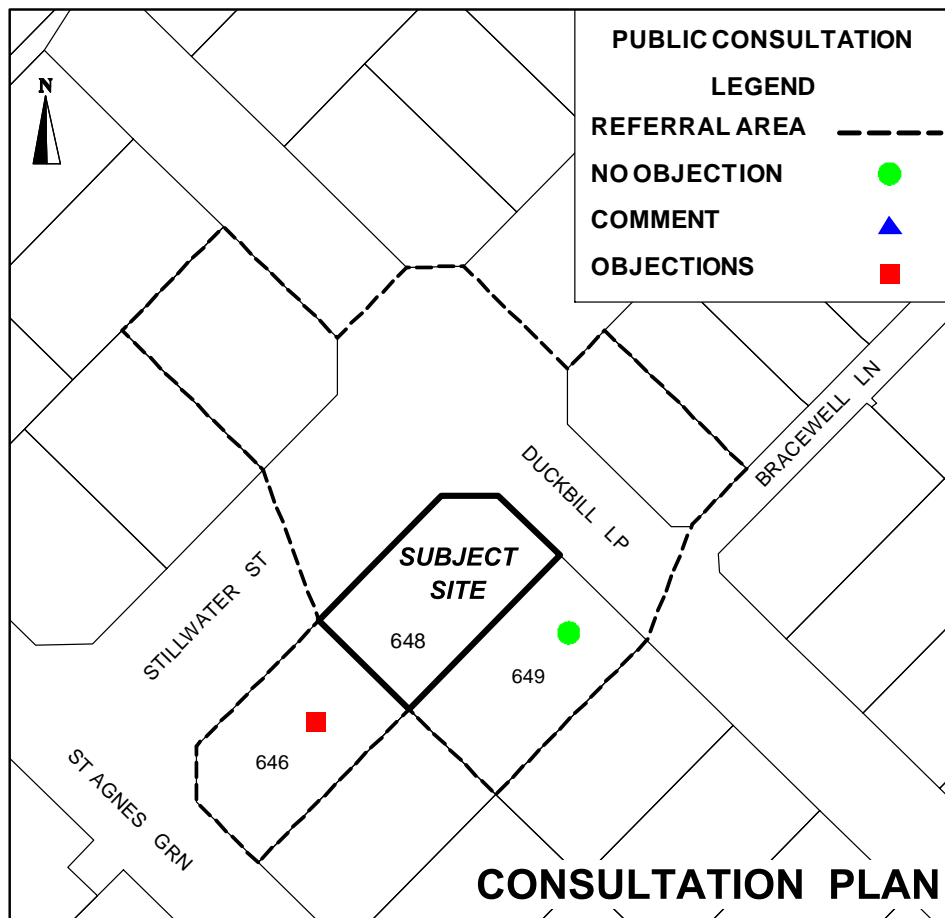 N
PUBLIC CONSULTATION
LEGEND
REFERRAL AREA
NO OBJECTION
COMMENT
OBJECTIONS
BRACEWELL LN
DUCKBILL LP
SUBJECT
SITE
648
STILLWATER ST
649
646
ST AGNES GRN
CONSULTATION PLAN